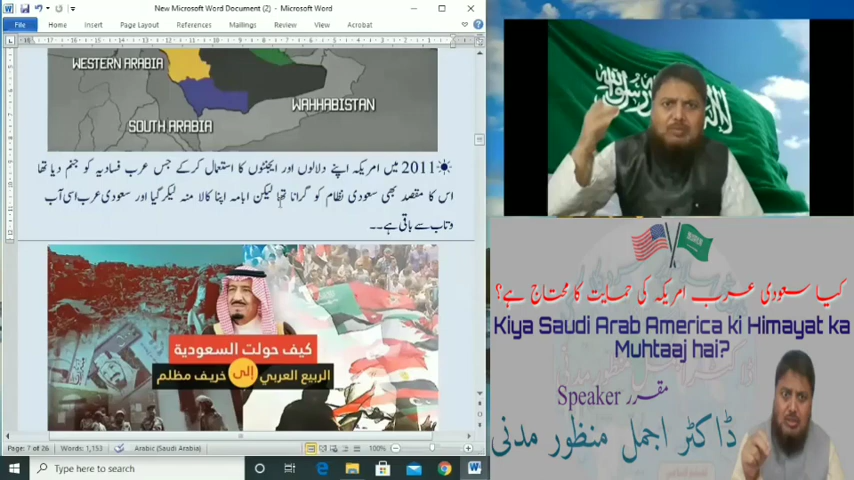 New Microsoft Word Document (2) - Microsoft Word
File Home Insert Page Layout References Mailings Review View Acrobat
WESTERN ARABIA
WAHHABISTAN
SOUTH ARABIA
2011 میں امریکہ اپنے دلالوں اور ایجنٹوں کا استعمال کرکے جس عرب فسادیہ کو جنم دیا تھا
اس کا مقصد بھی سعودی نظام کو گرانا تھا لیکن ابامہ اپنا کالا منہ لیکر گیا اور سعودی عرب اسی آب
وتاب سے باقی ہے۔۔
كيف حولت السعودية
الربيع العربي إلى خريف مظلم
Page: 7 of 26 Words: 1,153 Arabic (Saudi Arabia) 100%
Type here to search
کیا سعودی عرب امریکہ کی حمایت کا محتاج ہے؟
Kiya Saudi Arab America ki Himayat ka
Muhtaaj hai?
Speaker مقرر
ڈاکٹر اجمل منظور مدنی